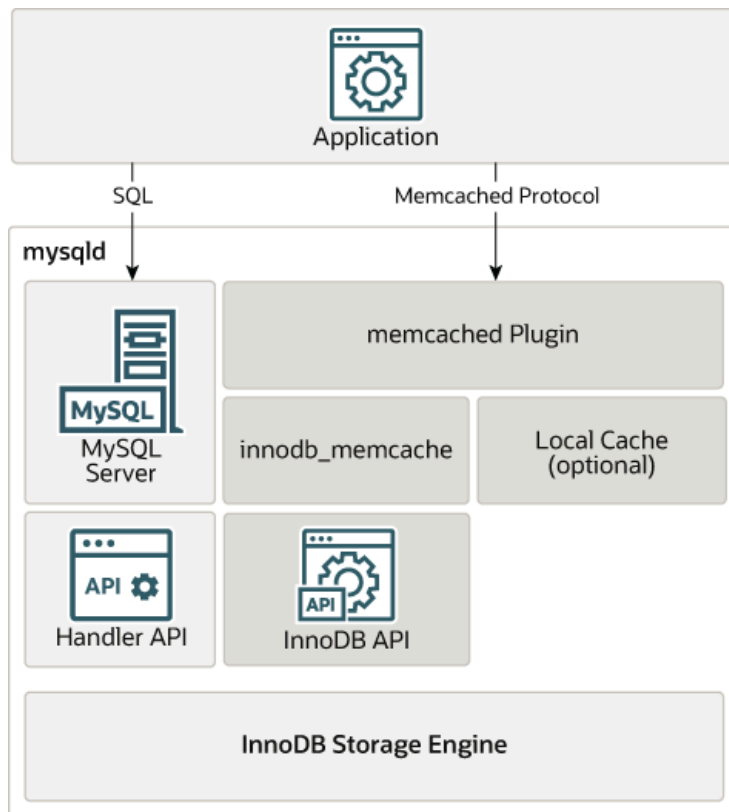 Application
SQL
Memcached Protocol
mysqld
MySQL
MySQL
Server
memcached Plugin
innodb_memcache
Local Cache
(optional)
API
Handler API
API
InnoDB API
InnoDB Storage Engine